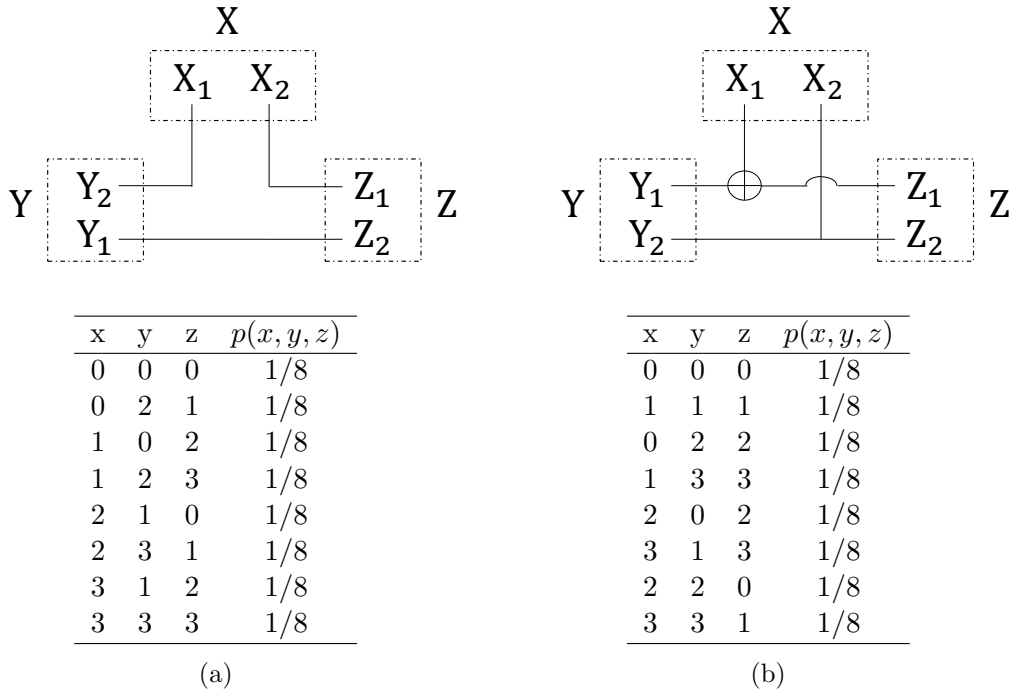 X
X₁ X₂
Y
Y₂
Y₁
Z₁
Z₂
Z
x y z p(x, y, z)
0 0 0 1/8
0 2 1 1/8
1 0 2 1/8
1 2 3 1/8
2 1 0 1/8
2 3 1 1/8
3 1 2 1/8
3 3 3 1/8
(a)
X
X₁ X₂
Y
Y₁
Y₂
Z₁
Z₂
Z
x y z p(x, y, z)
0 0 0 1/8
1 1 1 1/8
0 2 2 1/8
1 3 3 1/8
2 0 2 1/8
3 1 3 1/8
2 2 0 1/8
3 3 1 1/8
(b)